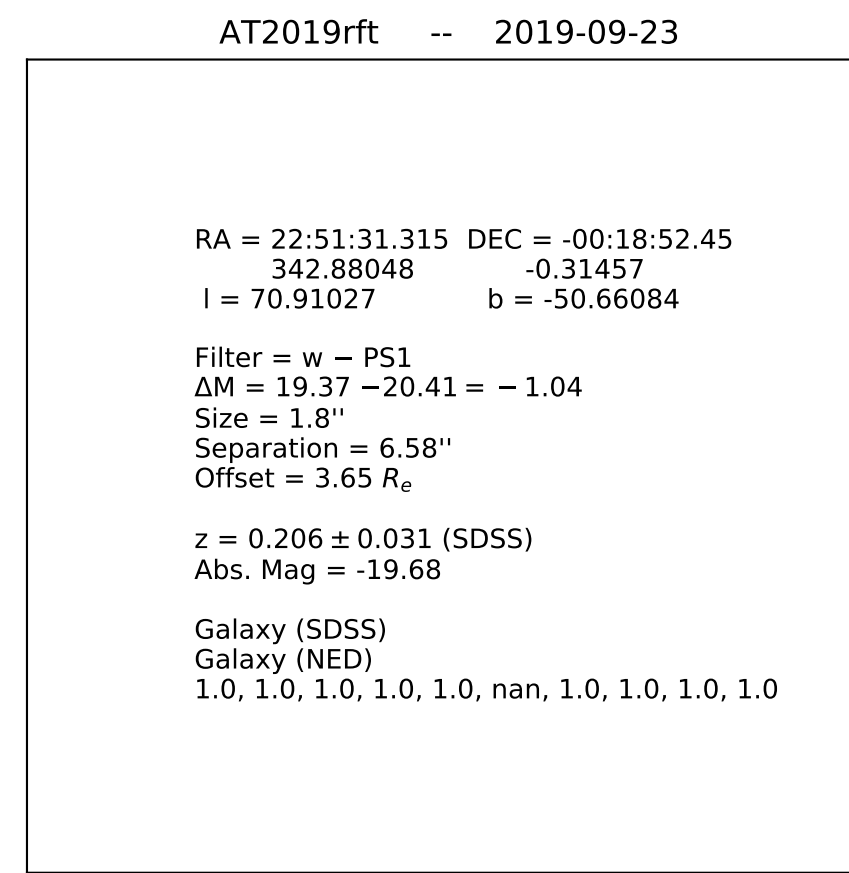 AT2019rft -- 2019-09-23
RA = 22:51:31.315 DEC = -00:18:52.45
342.88048 -0.31457
l = 70.91027 b = -50.66084
Filter = w − PS1
ΔM = 19.37 −20.41 = − 1.04
Size = 1.8''
Separation = 6.58''
Offset = 3.65 Rₑ
z = 0.206 ± 0.031 (SDSS)
Abs. Mag = -19.68
Galaxy (SDSS)
Galaxy (NED)
1.0, 1.0, 1.0, 1.0, 1.0, nan, 1.0, 1.0, 1.0, 1.0